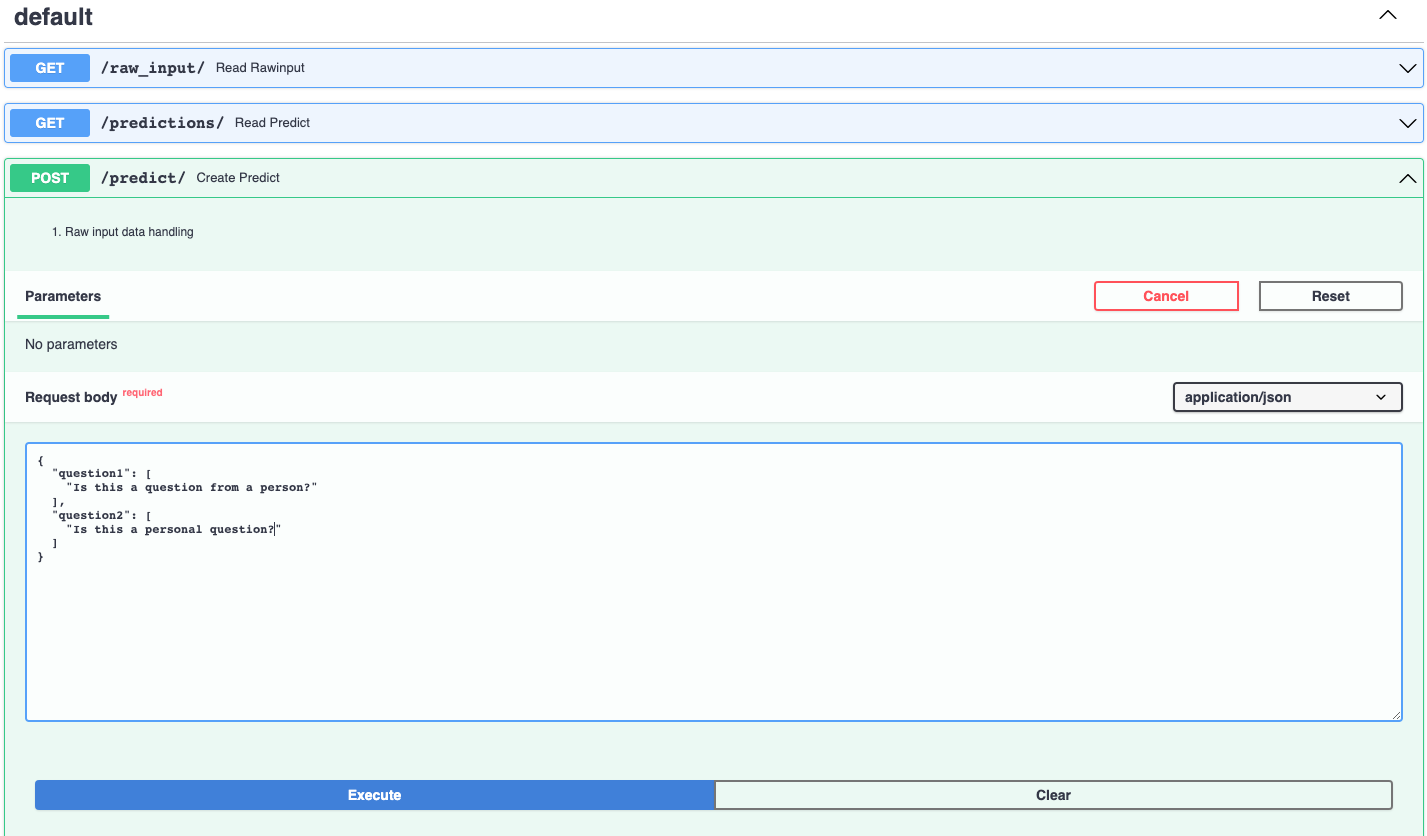 default
GET /raw_input/ Read Rawinput
GET /predictions/ Read Predict
POST /predict/ Create Predict
1. Raw input data handling
Parameters Cancel Reset
No parameters
Request body required application/json
{
"question1": [
"Is this a question from a person?"
],
"question2": [
"Is this a personal question?"
]
}
Execute Clear